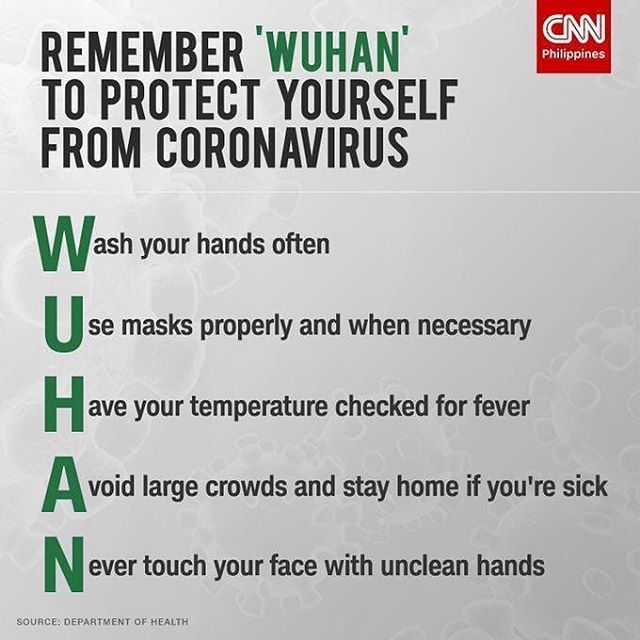 REMEMBER 'WUHAN'
TO PROTECT YOURSELF
FROM CORONAVIRUS
CNN
Philippines
Wash your hands often
Use masks properly and when necessary
Have your temperature checked for fever
Avoid large crowds and stay home if you're sick
Never touch your face with unclean hands
SOURCE: DEPARTMENT OF HEALTH